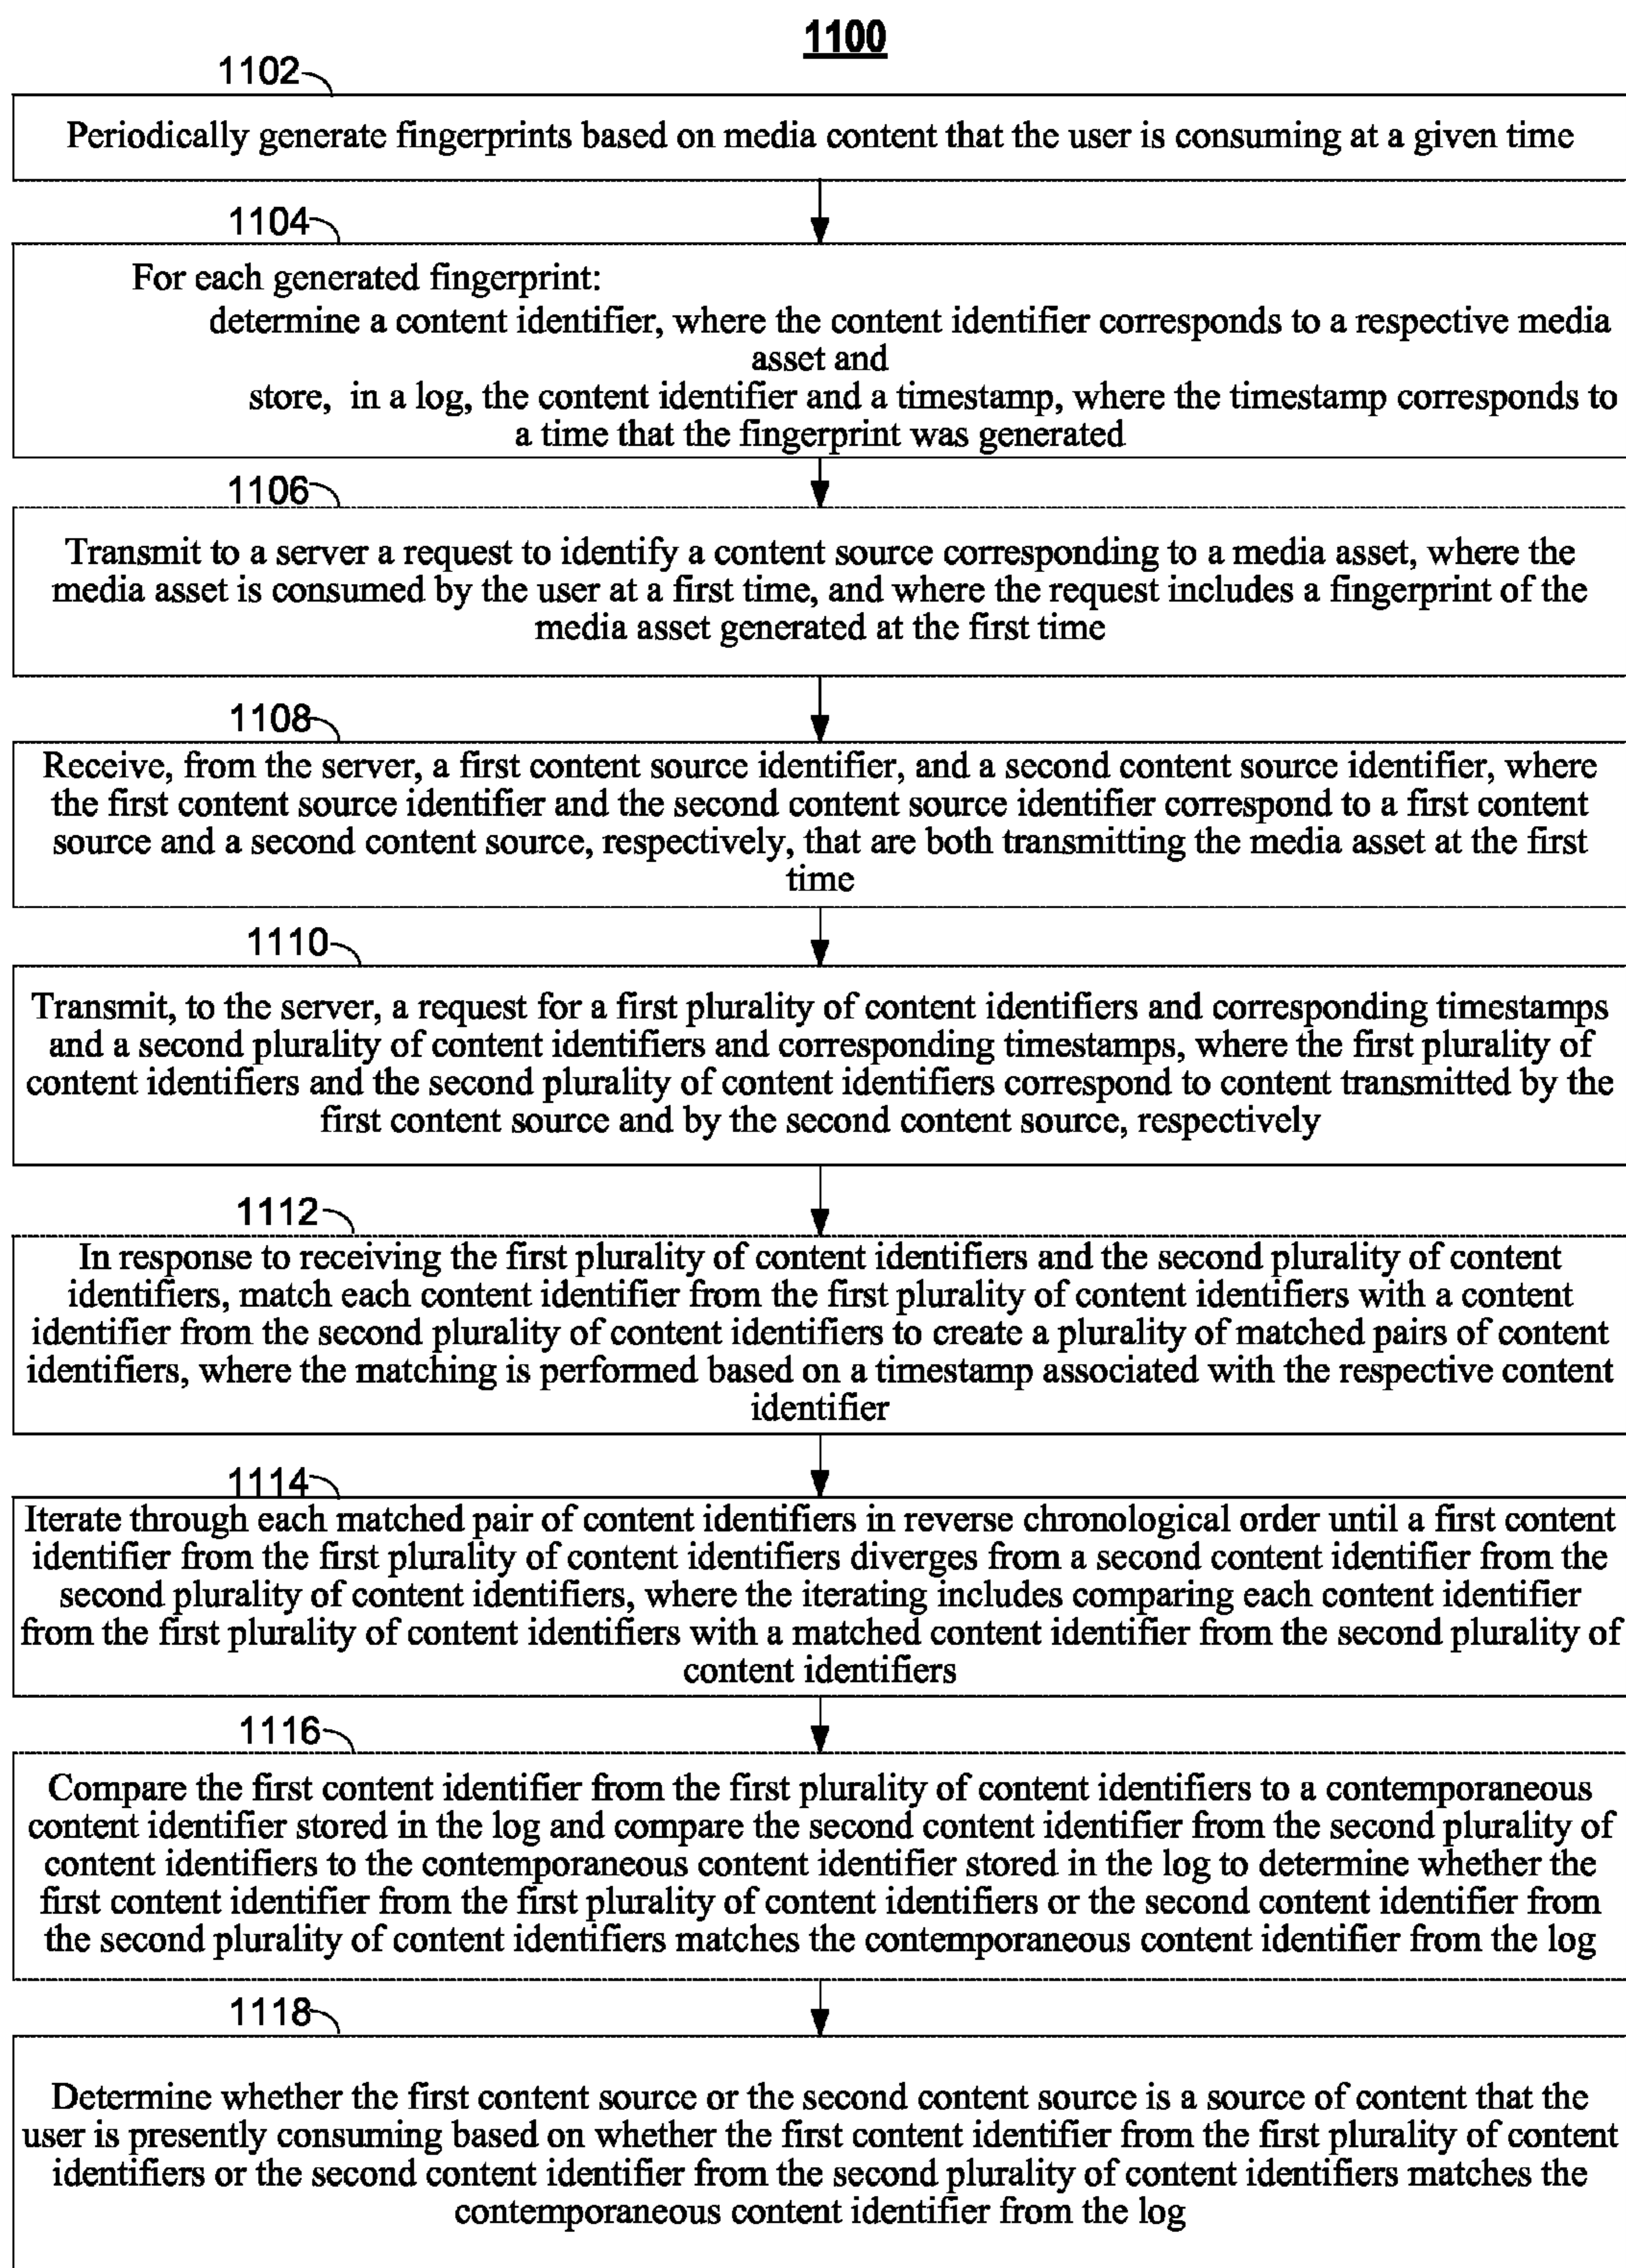 1100
1102
Periodically generate fingerprints based on media content that the user is consuming at a given time
1104
For each generated fingerprint:
determine a content identifier, where the content identifier corresponds to a respective media
asset and
store, in a log, the content identifier and a timestamp, where the timestamp corresponds to
a time that the fingerprint was generated
1106
Transmit to a server a request to identify a content source corresponding to a media asset, where the
media asset is consumed by the user at a first time, and where the request includes a fingerprint of the
media asset generated at the first time
1108
Receive, from the server, a first content source identifier, and a second content source identifier, where
the first content source identifier and the second content source identifier correspond to a first content
source and a second content source, respectively, that are both transmitting the media asset at the first
time
1110
Transmit, to the server, a request for a first plurality of content identifiers and corresponding timestamps
and a second plurality of content identifiers and corresponding timestamps, where the first plurality of
content identifiers and the second plurality of content identifiers correspond to content transmitted by the
first content source and by the second content source, respectively
1112
In response to receiving the first plurality of content identifiers and the second plurality of content
identifiers, match each content identifier from the first plurality of content identifiers with a content
identifier from the second plurality of content identifiers to create a plurality of matched pairs of content
identifiers, where the matching is performed based on a timestamp associated with the respective content
identifier
1114
Iterate through each matched pair of content identifiers in reverse chronological order until a first content
identifier from the first plurality of content identifiers diverges from a second content identifier from the
second plurality of content identifiers, where the iterating includes comparing each content identifier
from the first plurality of content identifiers with a matched content identifier from the second plurality of
content identifiers
1116
Compare the first content identifier from the first plurality of content identifiers to a contemporaneous
content identifier stored in the log and compare the second content identifier from the second plurality of
content identifiers to the contemporaneous content identifier stored in the log to determine whether the
first content identifier from the first plurality of content identifiers or the second content identifier from
the second plurality of content identifiers matches the contemporaneous content identifier from the log
1118
Determine whether the first content source or the second content source is a source of content that the
user is presently consuming based on whether the first content identifier from the first plurality of content
identifiers or the second content identifier from the second plurality of content identifiers matches the
contemporaneous content identifier from the log